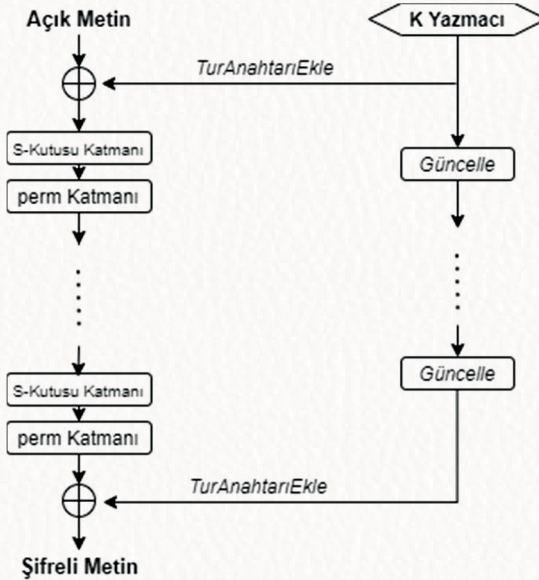 Açık Metin
K Yazmacı
TurAnahtarıEkle
S-Kutusu Katmanı
Güncelle
perm Katmanı
S-Kutusu Katmanı
Güncelle
perm Katmanı
TurAnahtarıEkle
Şifreli Metin